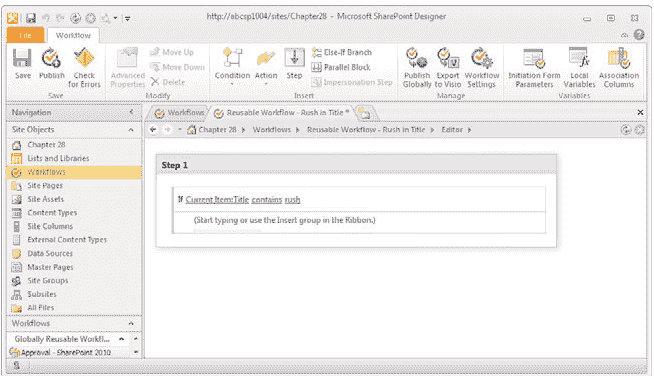 http://abcsp1004/sites/Chapter28 - Microsoft SharePoint Designer
File Workflow
Save Publish Check for Errors
Save
Advanced Properties Move Up Move Down Delete
Modify
Condition Action Step Else-If Branch Parallel Block Impersonation Step
Insert
Publish Globally Export to Visio Workflow Settings
Manage
Initiation Form Parameters Local Variables Association Columns
Variables
Navigation
Workflows Reusable Workflow - Rush in Title *
Site Objects
Chapter 28 Workflows Reusable Workflow - Rush in Title Editor
Chapter 28
Lists and Libraries
Workflows
Site Pages
Site Assets
Content Types
Site Columns
External Content Types
Data Sources
Master Pages
Site Groups
Subsites
All Files
Workflows
Globally Reusable Workfl...
Approval - SharePoint 2010
Step 1
If Current Item:Title contains rush
(Start typing or use the Insert group in the Ribbon.)